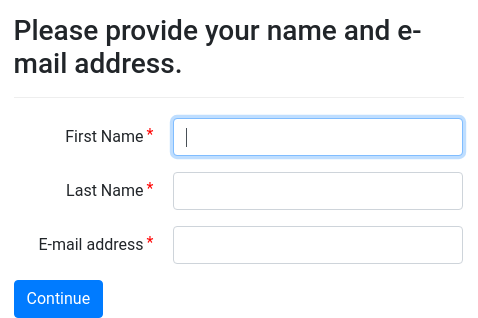 Please provide your name and e-
mail address.
First Name *
Last Name *
E-mail address *
Continue